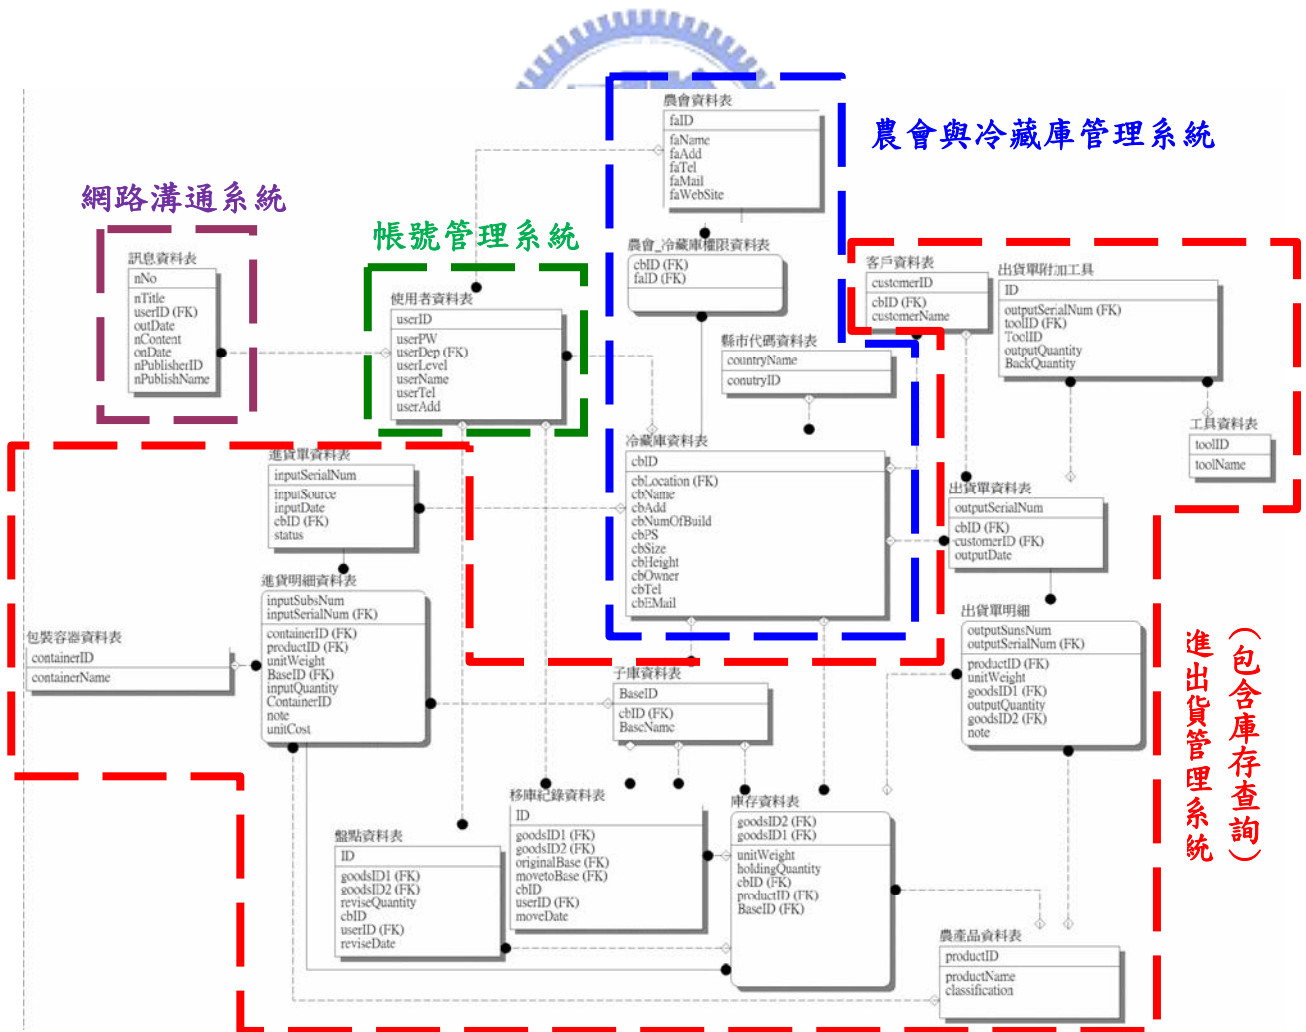 農會資料表
faID
faName
faAdd
faTel
faMail
faWebSite
農會與冷藏庫管理系統
網路溝通系統
訊息資料表
nNo
nTitle
userID (FK)
outDate
nContent
onDate
nPublisherID
nPublishName
帳號管理系統
使用者資料表
userID
userPW
userDep (FK)
userLevel
userName
userTel
userAdd
農會_冷藏庫權限資料表
cbID (FK)
faID (FK)
縣市代碼資料表
countryName
conutryID
客戶資料表
customerID
cbID (FK)
customerName
出貨單附加工具
ID
outputSerialNum (FK)
toolID (FK)
ToolID
outputQuantity
BackQuantity
工具資料表
toolID
toolName
進貨單資料表
inputSerialNum
inputSource
inputDate
cbID (FK)
status
冷藏庫資料表
cbID
cbLocation (FK)
cbName
cbAdd
cbNumOfBuild
cbPS
cbSize
cbHeight
cbOwner
cbTel
cbEMail
出貨單資料表
outputSerialNum
cbID (FK)
customerID (FK)
outputDate
進貨明細資料表
inputSubsNum
inputSerialNum (FK)
containerID (FK)
productID (FK)
unitWeight
BaseID (FK)
inputQuantity
ContainerID
note
unitCost
包裝容器資料表
containerID
containerName
子庫資料表
BaseID
cbID (FK)
BaseName
出貨單明細
outputSunsNum
outputSerialNum (FK)
productID (FK)
unitWeight
goodsID1 (FK)
outputQuantity
goodsID2 (FK)
note
進出貨管理系統
(包含庫存查詢)
盤點資料表
ID
goodsID1 (FK)
goodsID2 (FK)
reviseQuantity
cbID
userID (FK)
reviseDate
移庫紀錄資料表
ID
goodsID1 (FK)
goodsID2 (FK)
originalBase (FK)
movetoBase (FK)
cbID
userID (FK)
moveDate
庫存資料表
goodsID2 (FK)
goodsID1 (FK)
unitWeight
holdingQuantity
cbID (FK)
productID (FK)
BaseID (FK)
農產品資料表
productID
productName
classification